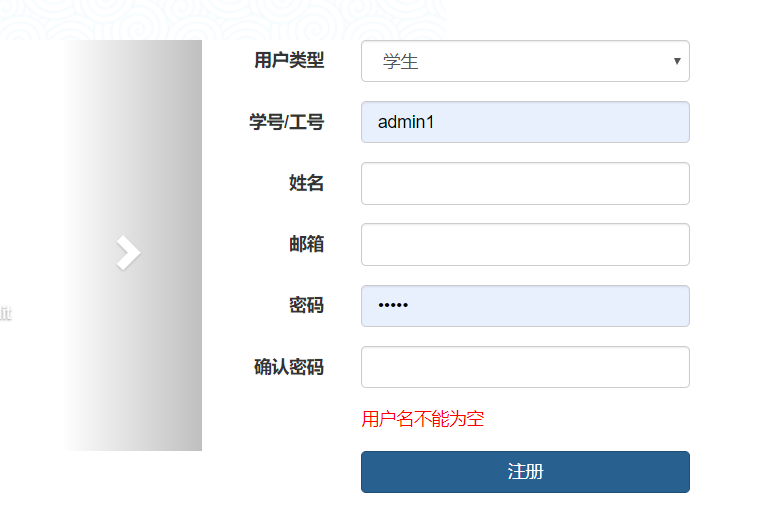 用户类型 学生
学号/工号 admin1
姓名
邮箱
密码 •••••
确认密码
用户名不能为空
注册